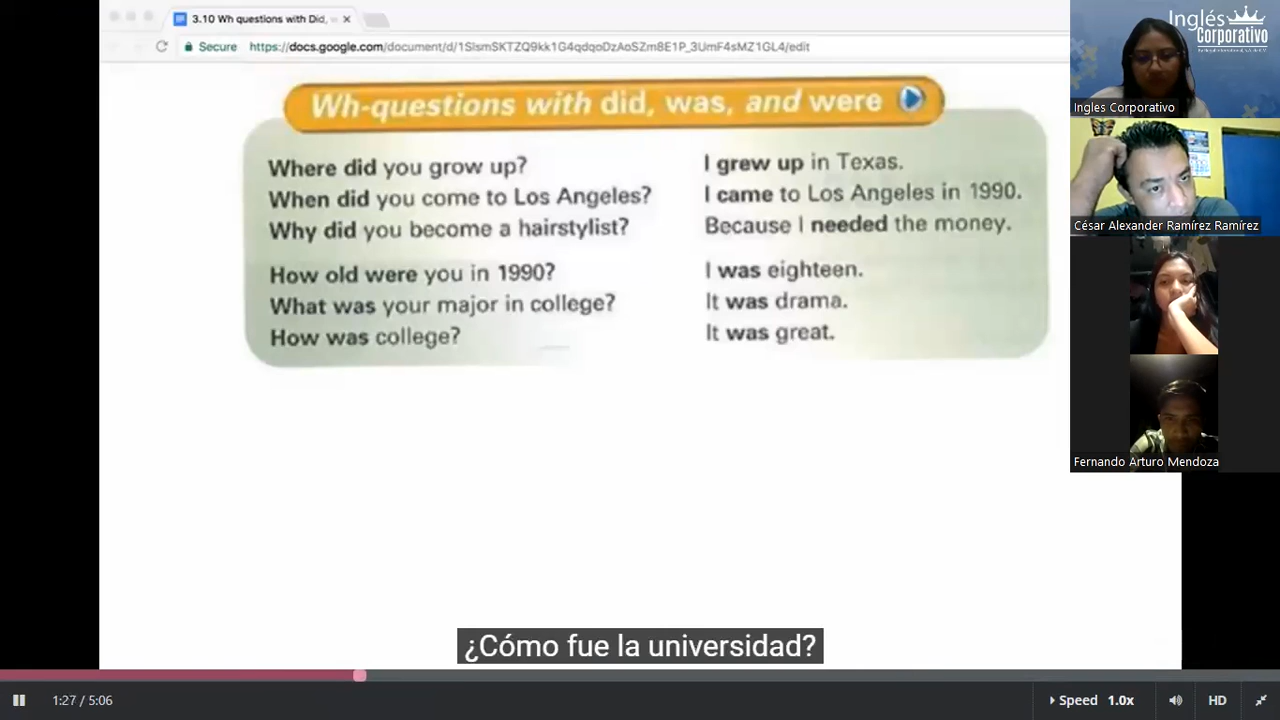 3.10 Wh questions with Did, w
Secure https://docs.google.com/document/d/1SlsmSKTZQ9kk1G4qdqoDzAoSZm8E1P_3UmF4sMZ1GL4/edit
Wh-questions with did, was, and were
Where did you grow up? I grew up in Texas.
When did you come to Los Angeles? I came to Los Angeles in 1990.
Why did you become a hairstylist? Because I needed the money.
How old were you in 1990? I was eighteen.
What was your major in college? It was drama.
How was college? It was great.
Inglés
Corporativo
Ingles Corporativo
César Alexander Ramírez Ramírez
Fernando Arturo Mendoza
¿Cómo fue la universidad?
1:27 / 5:06
Speed 1.0x
HD